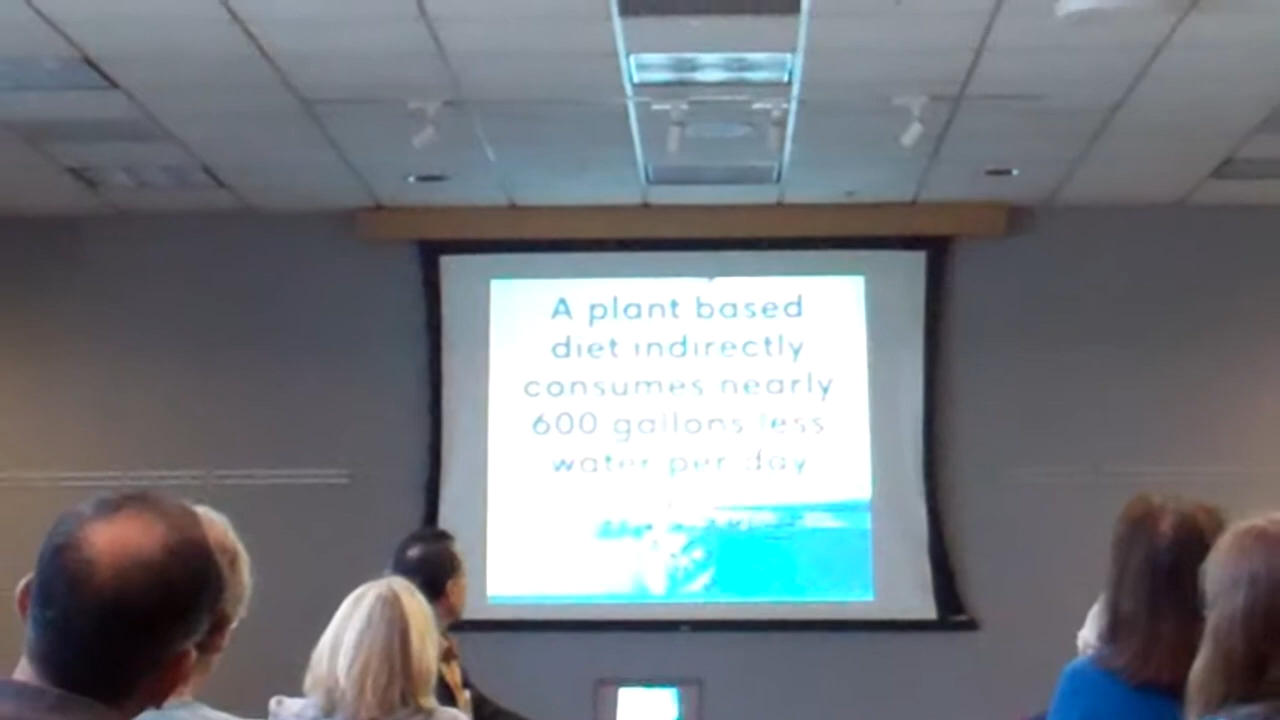 A plant based
diet indirectly
consumes nearly
600 gallons less
water per day